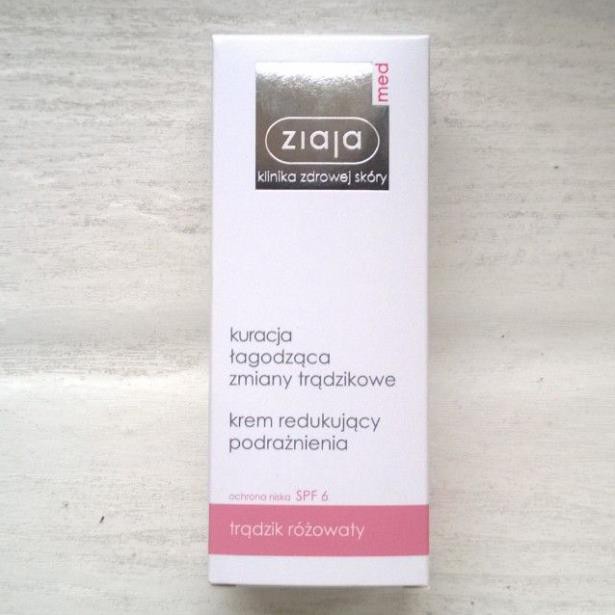 med
ziaja
klinika zdrowej skóry
kuracja
łagodząca
zmiany trądzikowe
krem redukujący
podrażnienia
ochrona niska SPF 6
trądzik różowaty